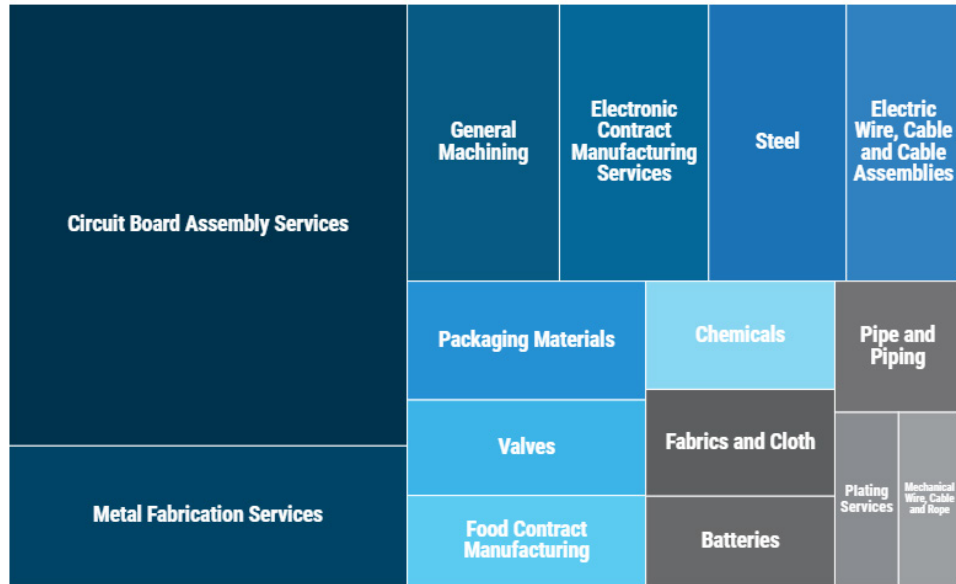 Circuit Board Assembly Services
Metal Fabrication Services
General
Machining
Electronic
Contract
Manufacturing
Services
Steel
Electric
Wire, Cable
and Cable
Assemblies
Packaging Materials
Valves
Food Contract
Manufacturing
Chemicals
Fabrics and Cloth
Batteries
Pipe and
Piping
Plating
Services
Mechanical
Wire, Cable
and Rope